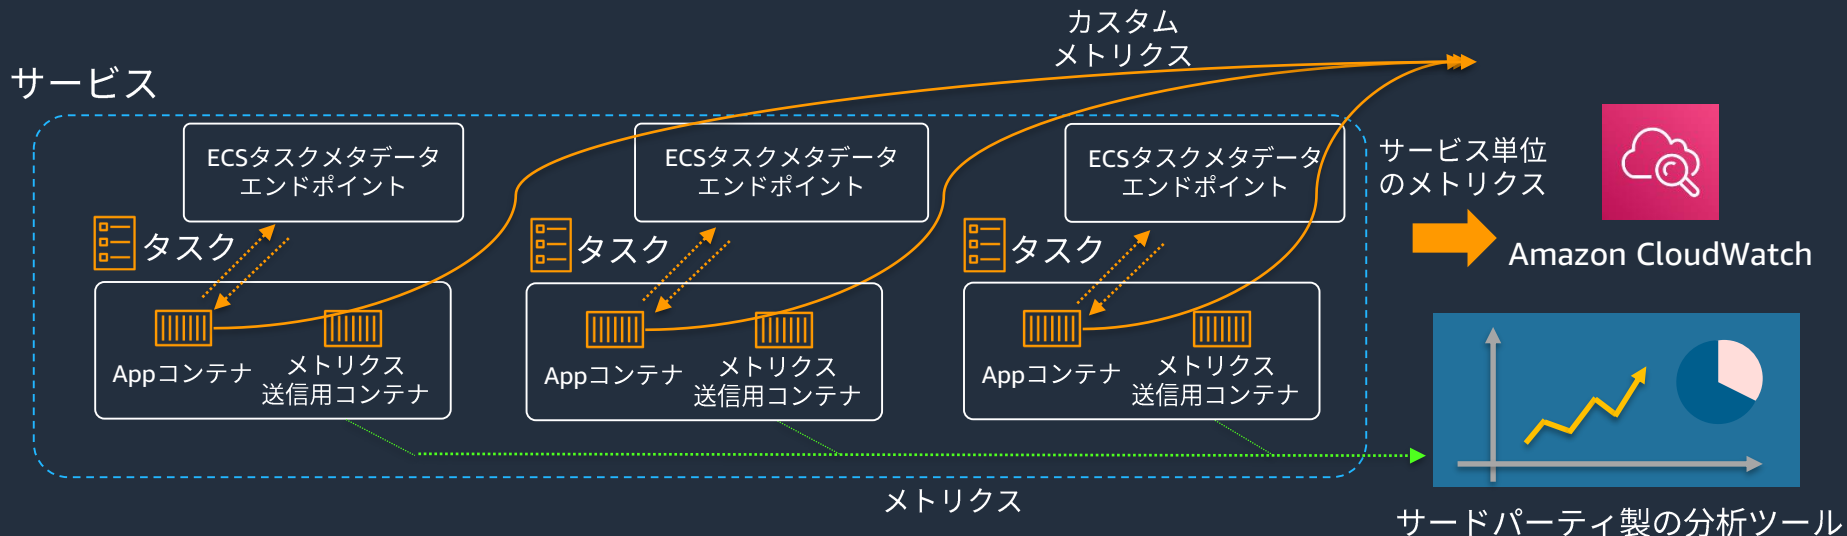 カスタム
メトリクス
サービス
ECSタスクメタデータ
エンドポイント
ECSタスクメタデータ
エンドポイント
ECSタスクメタデータ
エンドポイント
サービス単位
のメトリクス
タスク
タスク
タスク
Amazon CloudWatch
Appコンテナ
メトリクス
送信用コンテナ
Appコンテナ
メトリクス
送信用コンテナ
Appコンテナ
メトリクス
送信用コンテナ
メトリクス
サードパーティ製の分析ツール